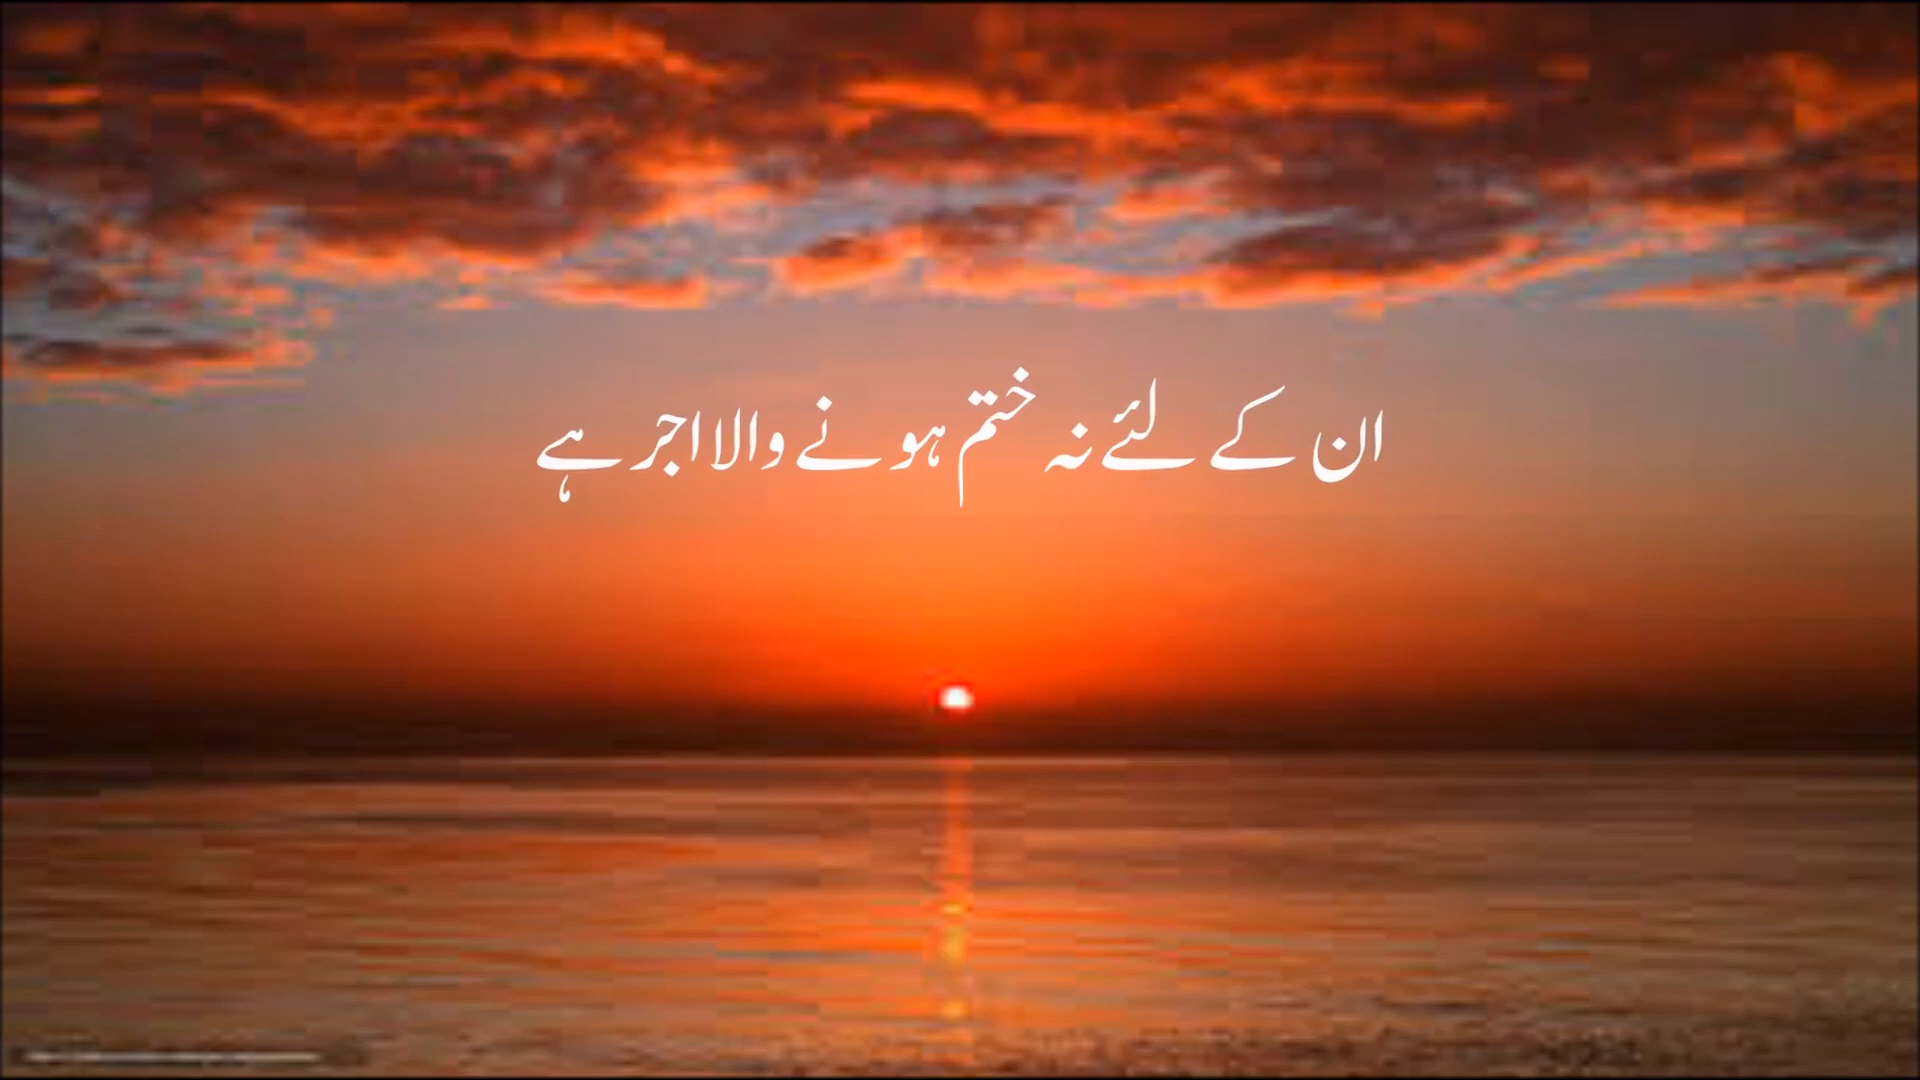 ان کے لئے نہ ختم ہونے والا اجر ہے